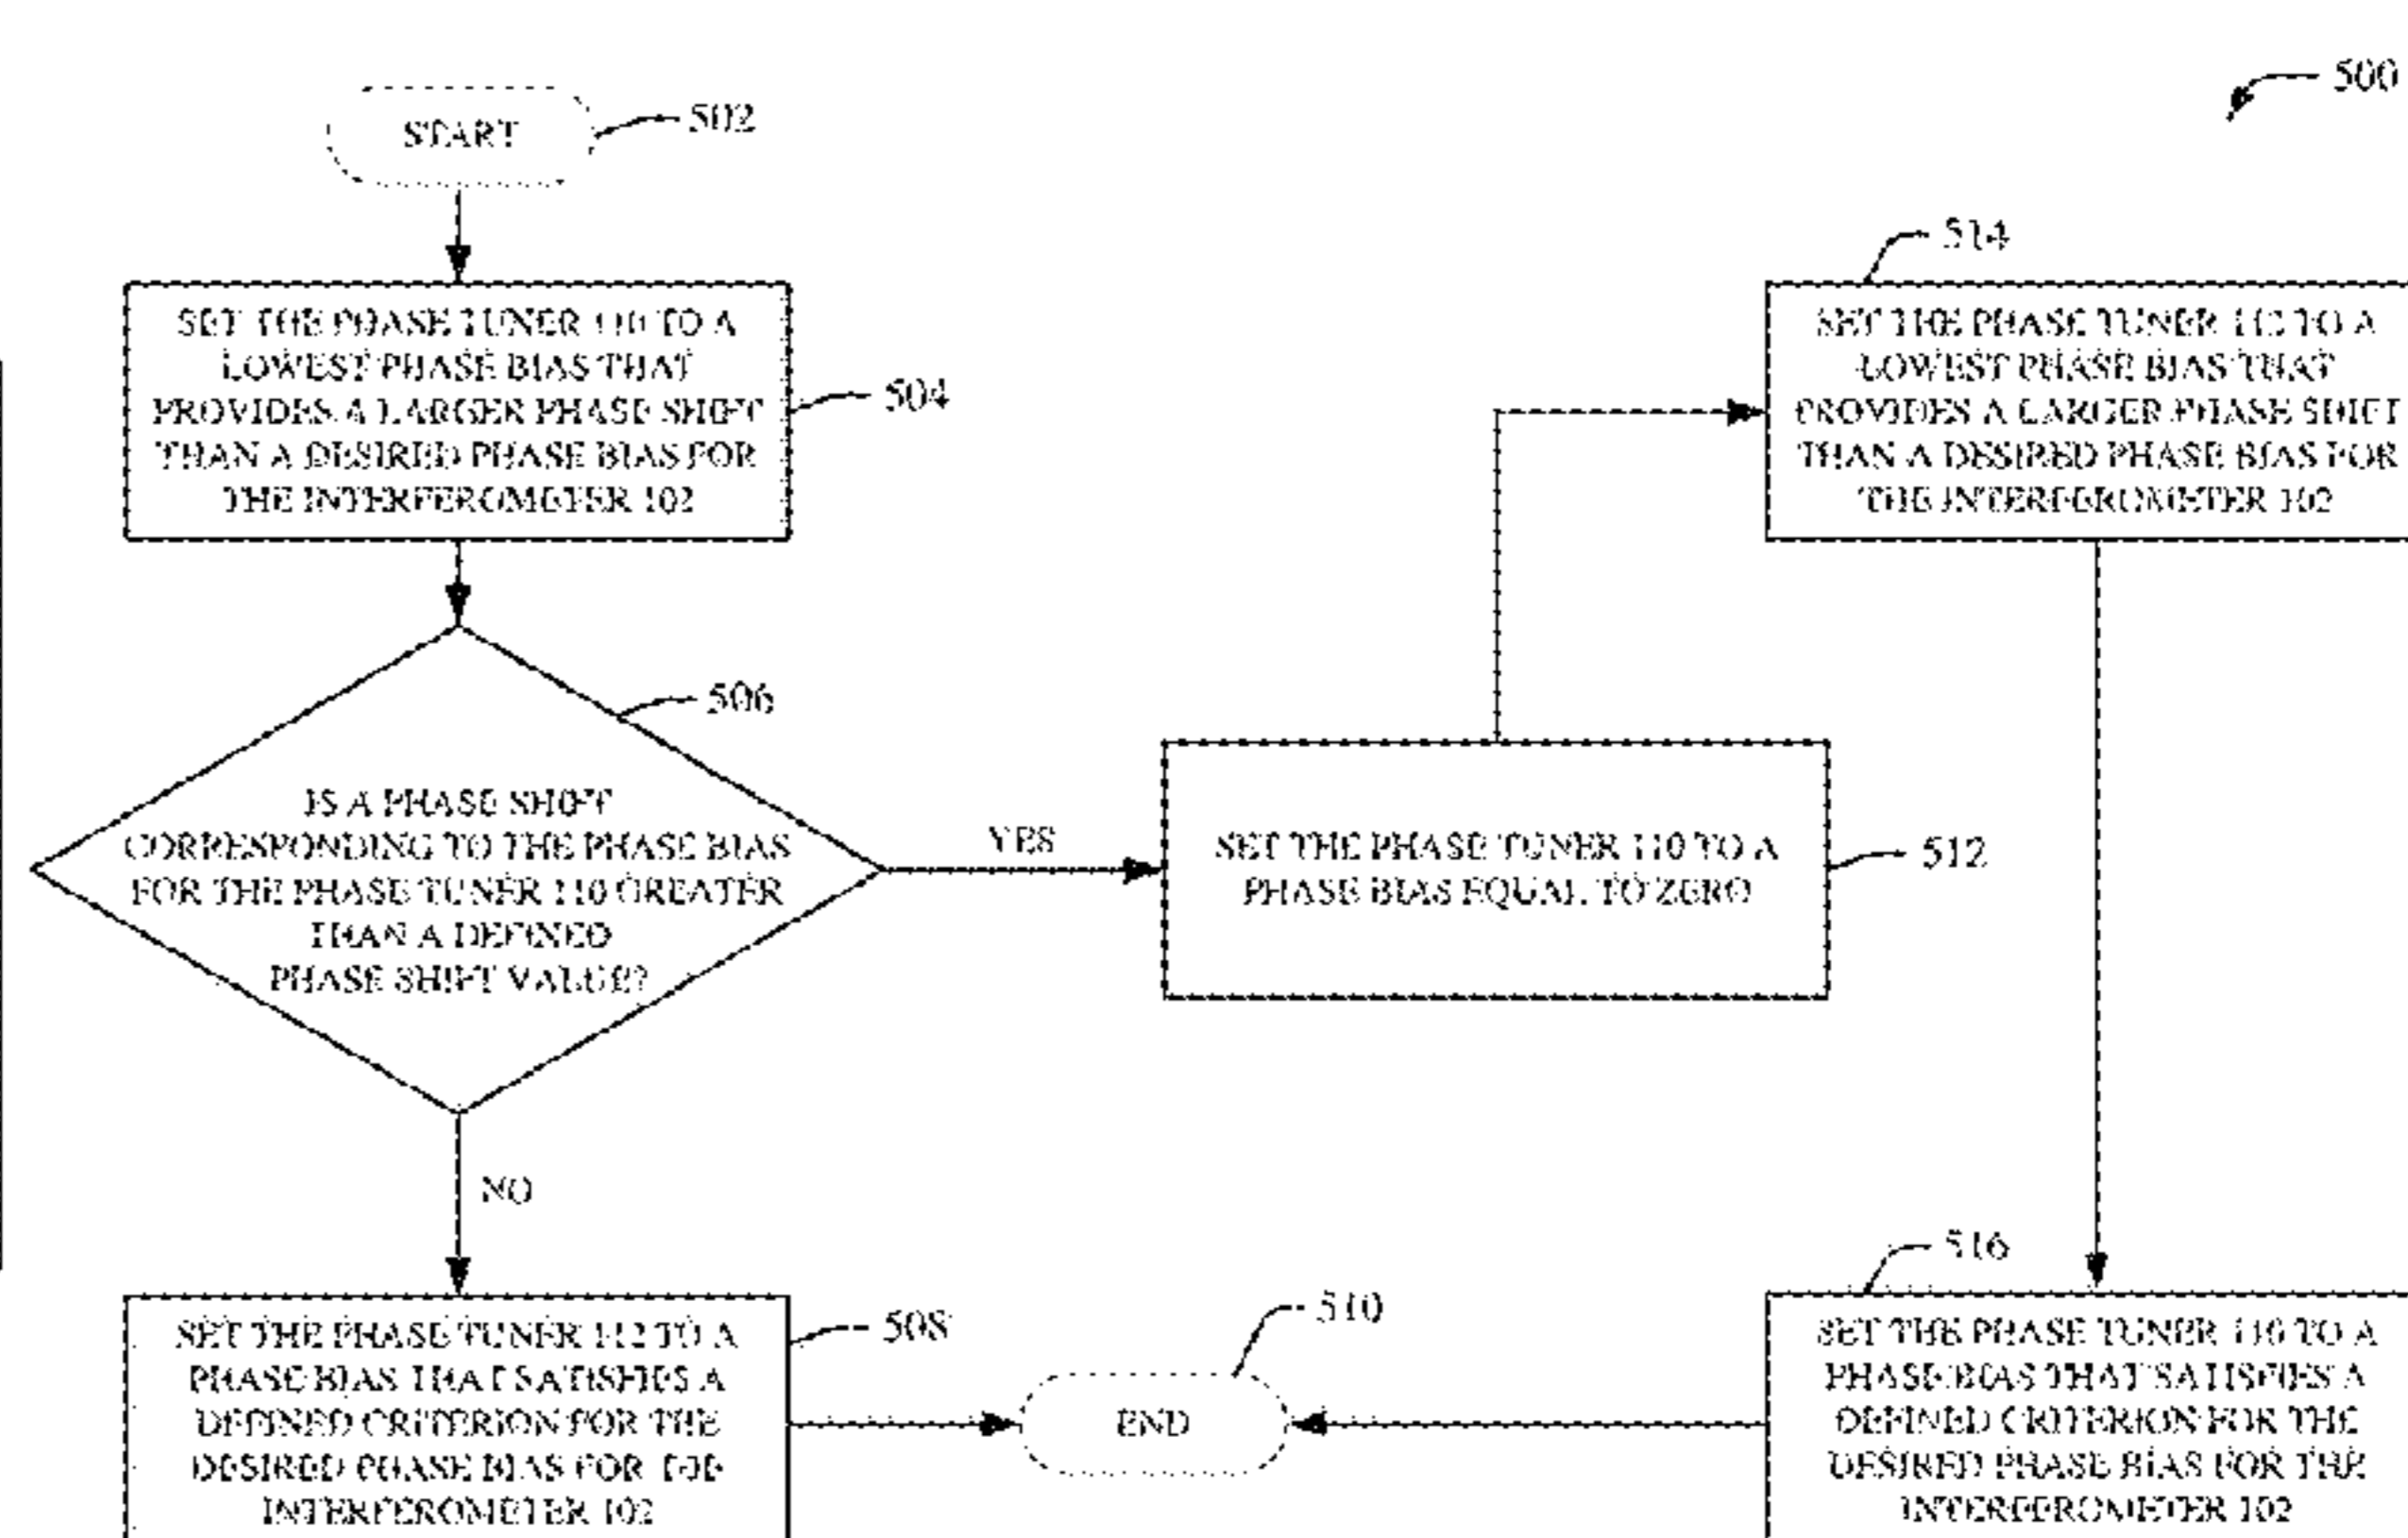 500
START
502
SET THE PHASE TUNER 110 TO A
LOWEST PHASE BIAS THAT
PROVIDES A LARGER PHASE SHIFT
THAN A DESIRED PHASE BIAS FOR
THE INTERFEROMETER 102
504
506
IS A PHASE SHIFT
CORRESPONDING TO THE PHASE BIAS
FOR THE PHASE TUNER 110 GREATER
THAN A DEFINED
PHASE SHIFT VALUE?
YES
SET THE PHASE TUNER 110 TO A
PHASE BIAS EQUAL TO ZERO
512
514
SET THE PHASE TUNER 112 TO A
LOWEST PHASE BIAS THAT
PROVIDES A LARGER PHASE SHIFT
THAN A DESIRED PHASE BIAS FOR
THE INTERFEROMETER 102
NO
SET THE PHASE TUNER 112 TO A
PHASE BIAS THAT SATISFIES A
DEFINED CRITERION FOR THE
DESIRED PHASE BIAS FOR THE
INTERFEROMETER 102
508
510
END
516
SET THE PHASE TUNER 110 TO A
PHASE BIAS THAT SATISFIES A
DEFINED CRITERION FOR THE
DESIRED PHASE BIAS FOR THE
INTERFEROMETER 102